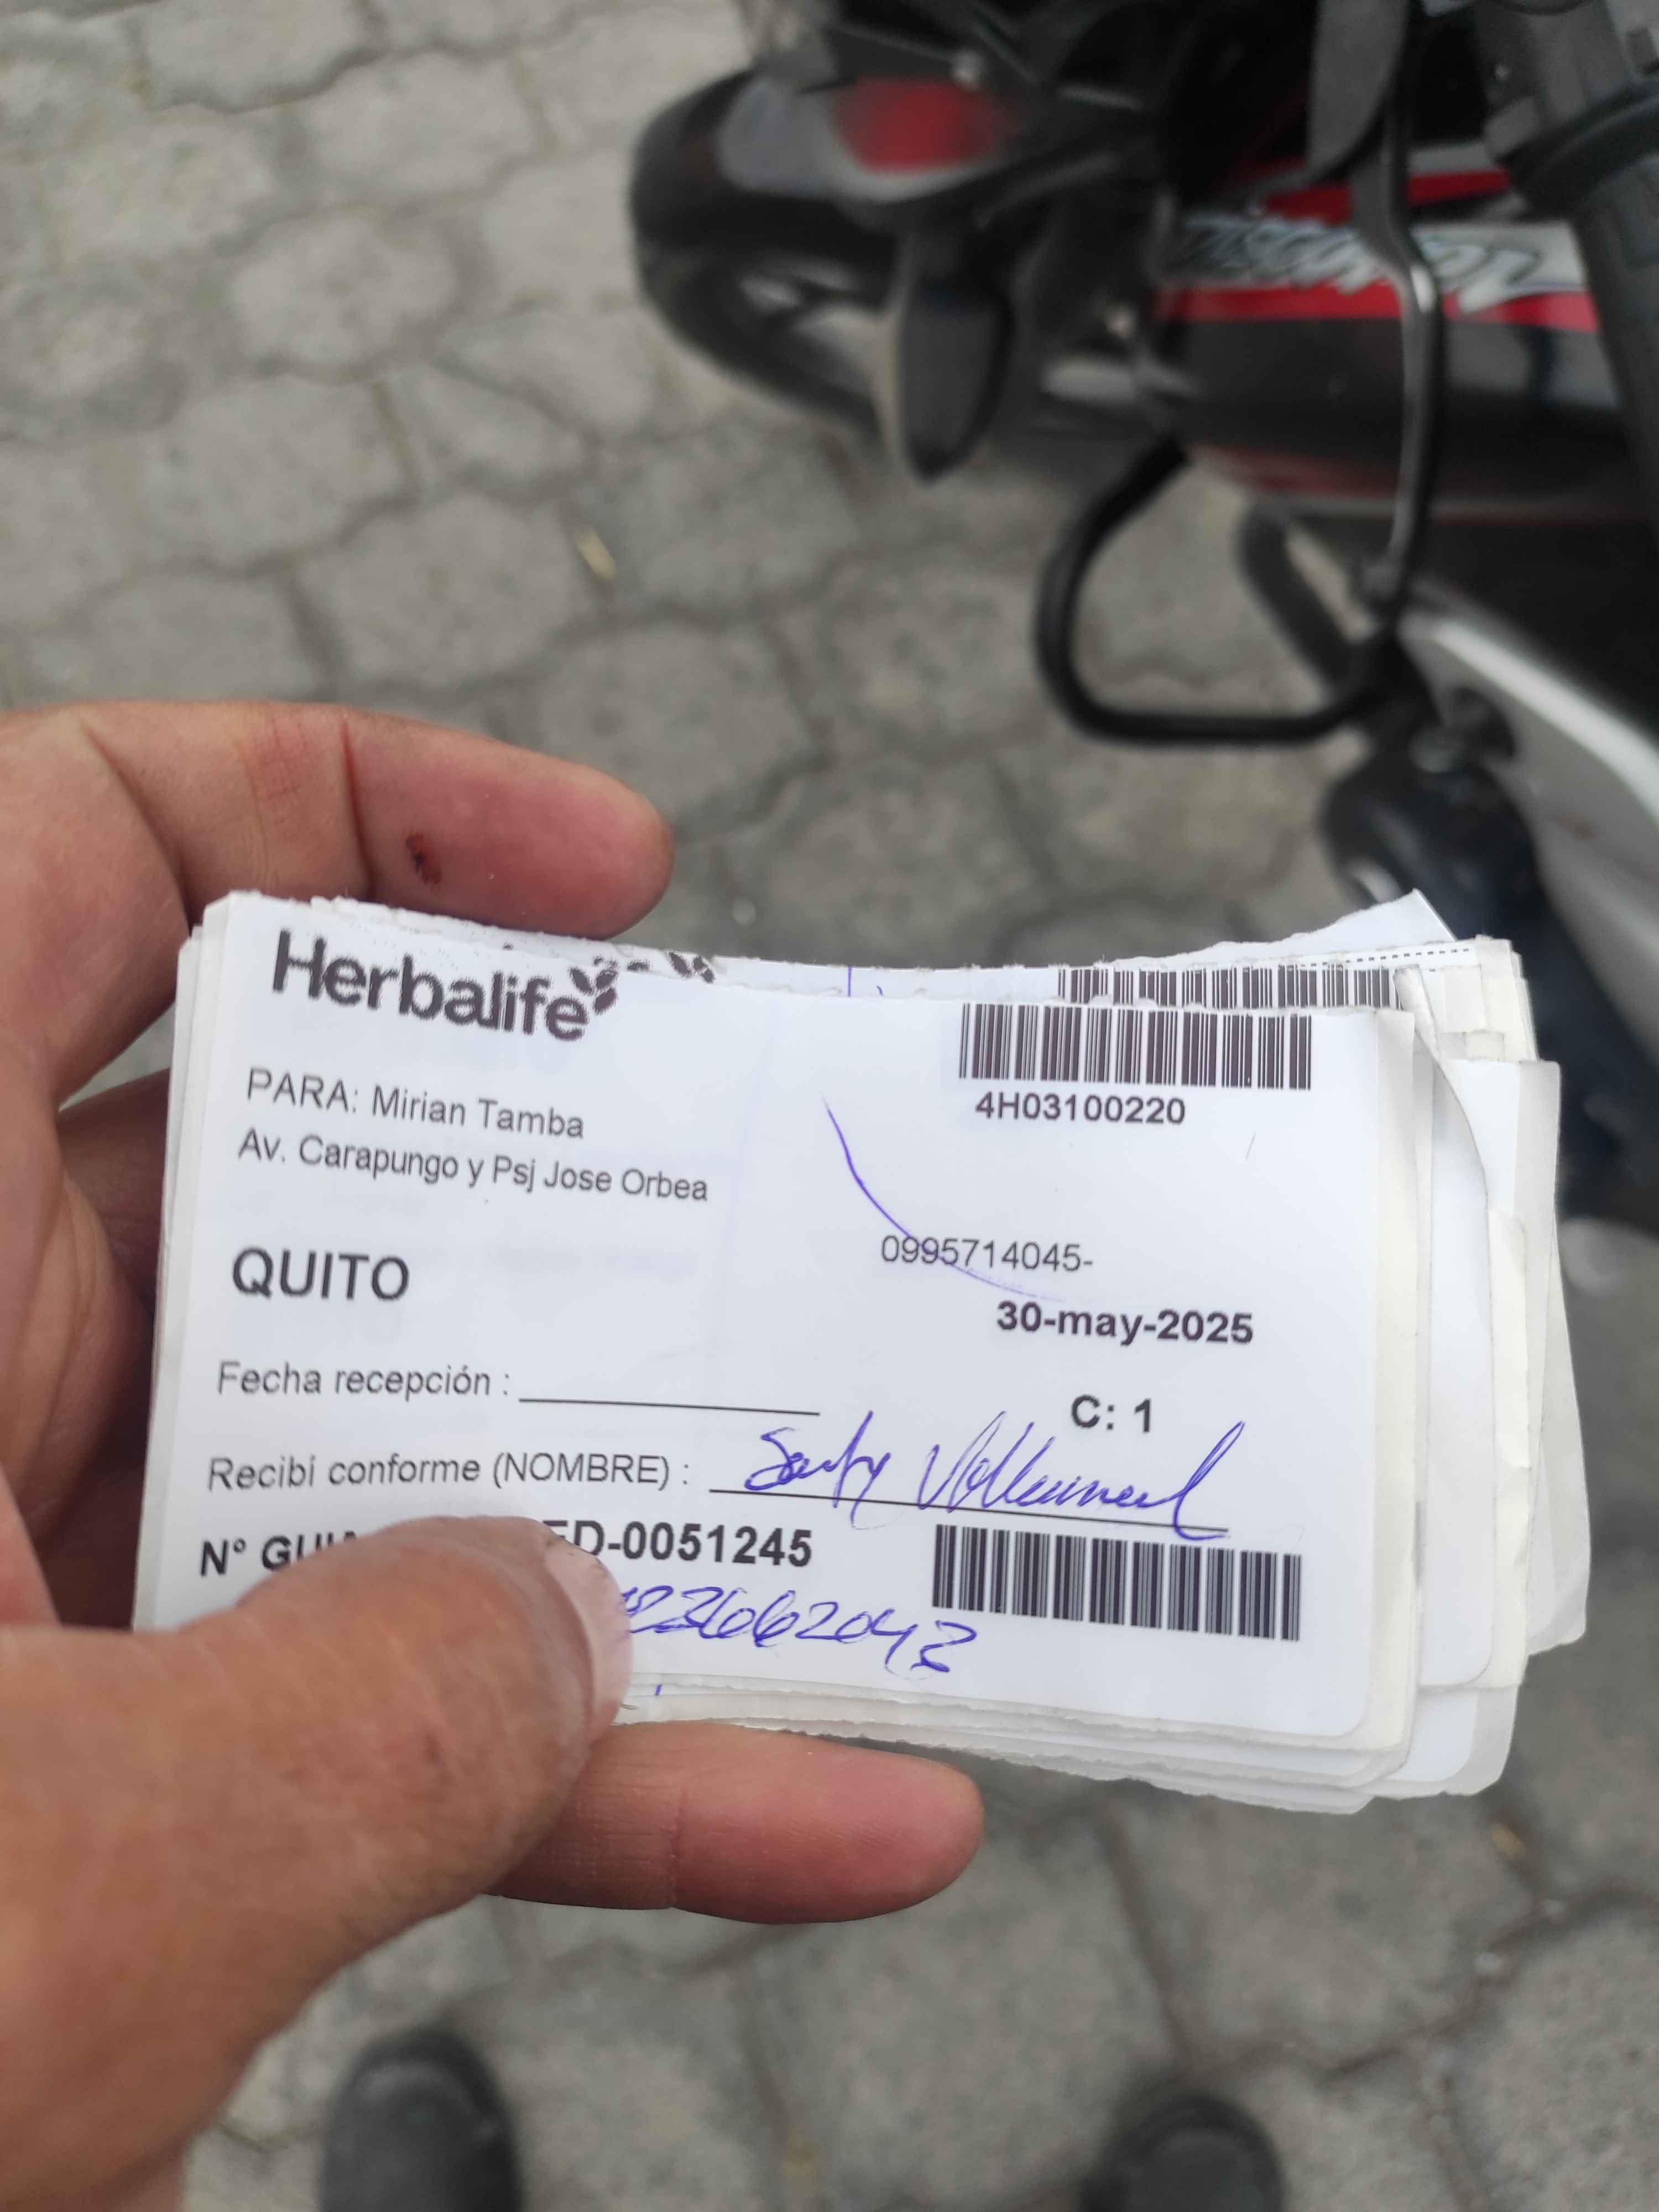 Herbalife
4H03100220
PARA: Mirian Tamba
Av. Carapungo y Psj Jose Orbea
0995714045-
QUITO
30-may-2025
Fecha recepción :
C: 1
Recibí conforme (NOMBRE) :
N° GUI ED-0051245